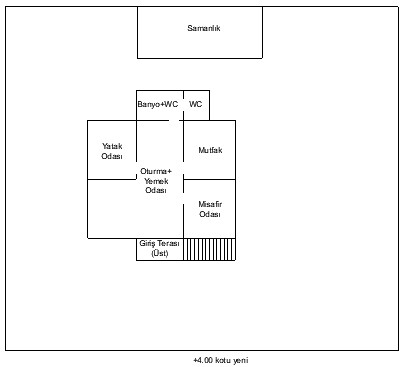 Samanlık
Banyo+WC
WC
Yatak
Odası
Mutfak
Oturma+
Yemek
Odası
Misafir
Odası
Giriş Terası
(Üst)
+4.00 kotu yeni